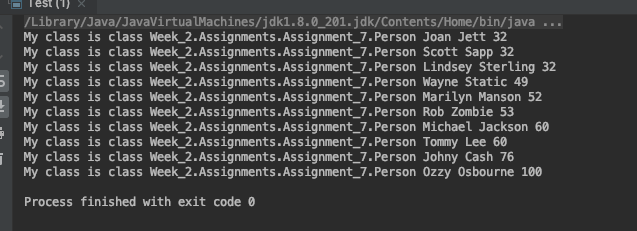 Test (1) ×
/Library/Java/JavaVirtualMachines/jdk1.8.0_201.jdk/Contents/Home/bin/java ...
My class is class Week_2.Assignments.Assignment_7.Person Joan Jett 32
My class is class Week_2.Assignments.Assignment_7.Person Scott Sapp 32
My class is class Week_2.Assignments.Assignment_7.Person Lindsey Sterling 32
My class is class Week_2.Assignments.Assignment_7.Person Wayne Static 49
My class is class Week_2.Assignments.Assignment_7.Person Marilyn Manson 52
My class is class Week_2.Assignments.Assignment_7.Person Rob Zombie 53
My class is class Week_2.Assignments.Assignment_7.Person Michael Jackson 60
My class is class Week_2.Assignments.Assignment_7.Person Tommy Lee 60
My class is class Week_2.Assignments.Assignment_7.Person Johny Cash 76
My class is class Week_2.Assignments.Assignment_7.Person Ozzy Osbourne 100
Process finished with exit code 0